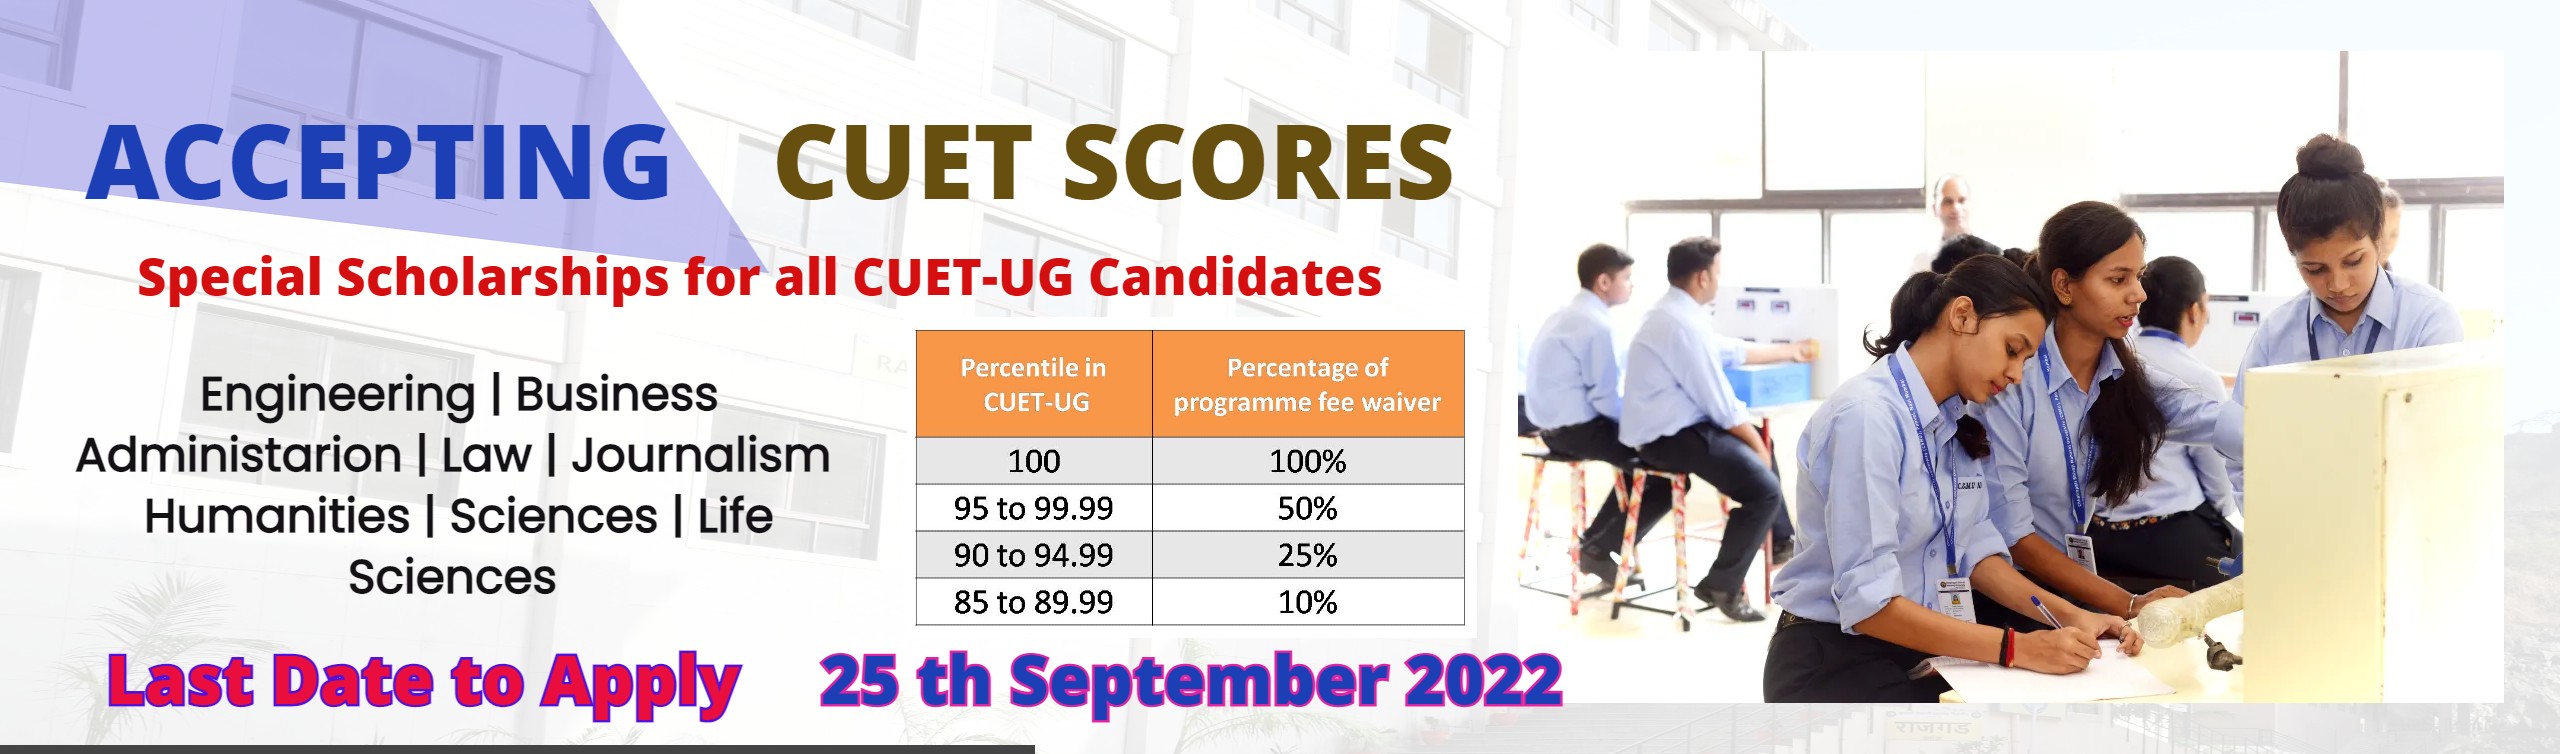 ACCEPTING CUET SCORES
Special Scholarships for all CUET-UG Candidates
Engineering | Business
Administarion | Law | Journalism
Humanities | Sciences | Life
Sciences
Percentile in CUET-UG
Percentage of programme fee waiver
100 100%
95 to 99.99 50%
90 to 94.99 25%
85 to 89.99 10%
Last Date to Apply 25 th September 2022
राजगड